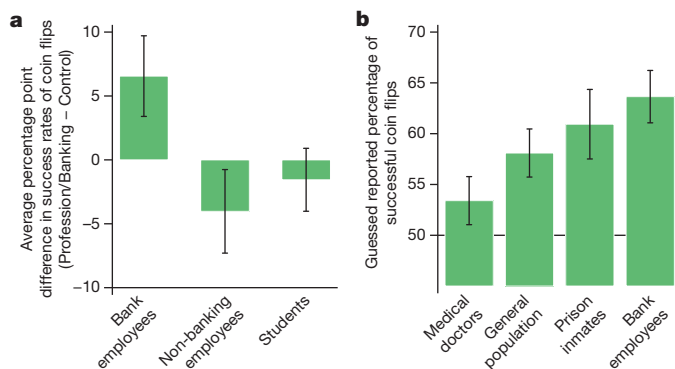 a
Average percentage point
difference in success rates of coin flips
(Profession/Banking – Control)
10
5
0
–5
–10
Bank
employees
Non-banking
employees
Students
b
Guessed reported percentage of
successful coin flips
70
65
60
55
50
Medical
doctors
General
population
Prison
inmates
Bank
employees